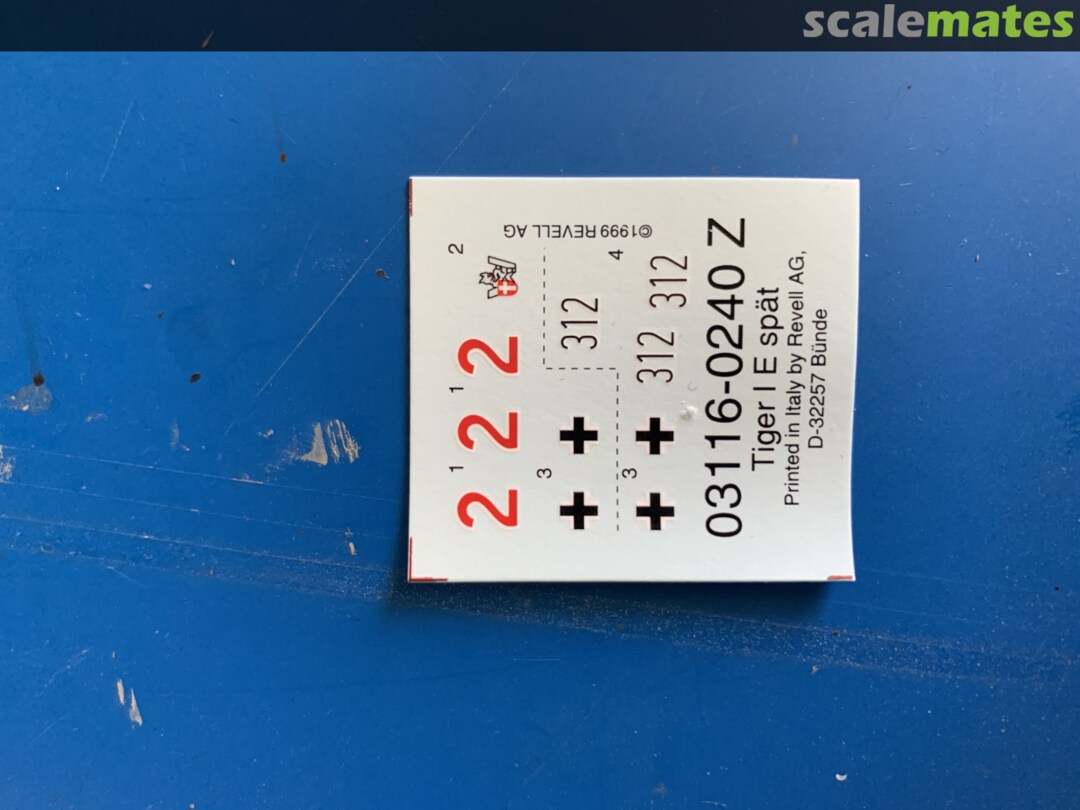 scalemates
1 1 2
2 2 2
©1999 REVELL AG
3
312
3 4
312 312
03116-0240 Z
Tiger I E spät
Printed in Italy by Revell AG,
D-32257 Bünde